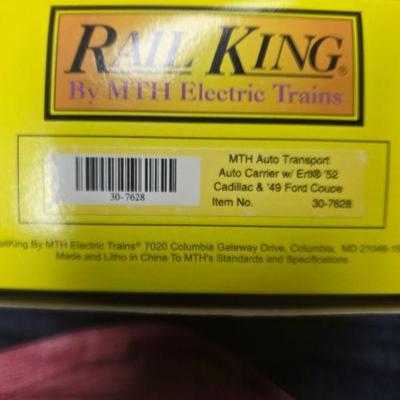 RAIL KING®
By MTH Electric Trains
MTH Auto Transport
Auto Carrier w/ Ertl® '52
Cadillac & '49 Ford Coupe
30-7628
Item No. 30-7628
By MTH Electric Trains® 7020 Columbia Gateway Drive, Columbia, MD
Made and Litho in China To MTH's Standards and Specifications